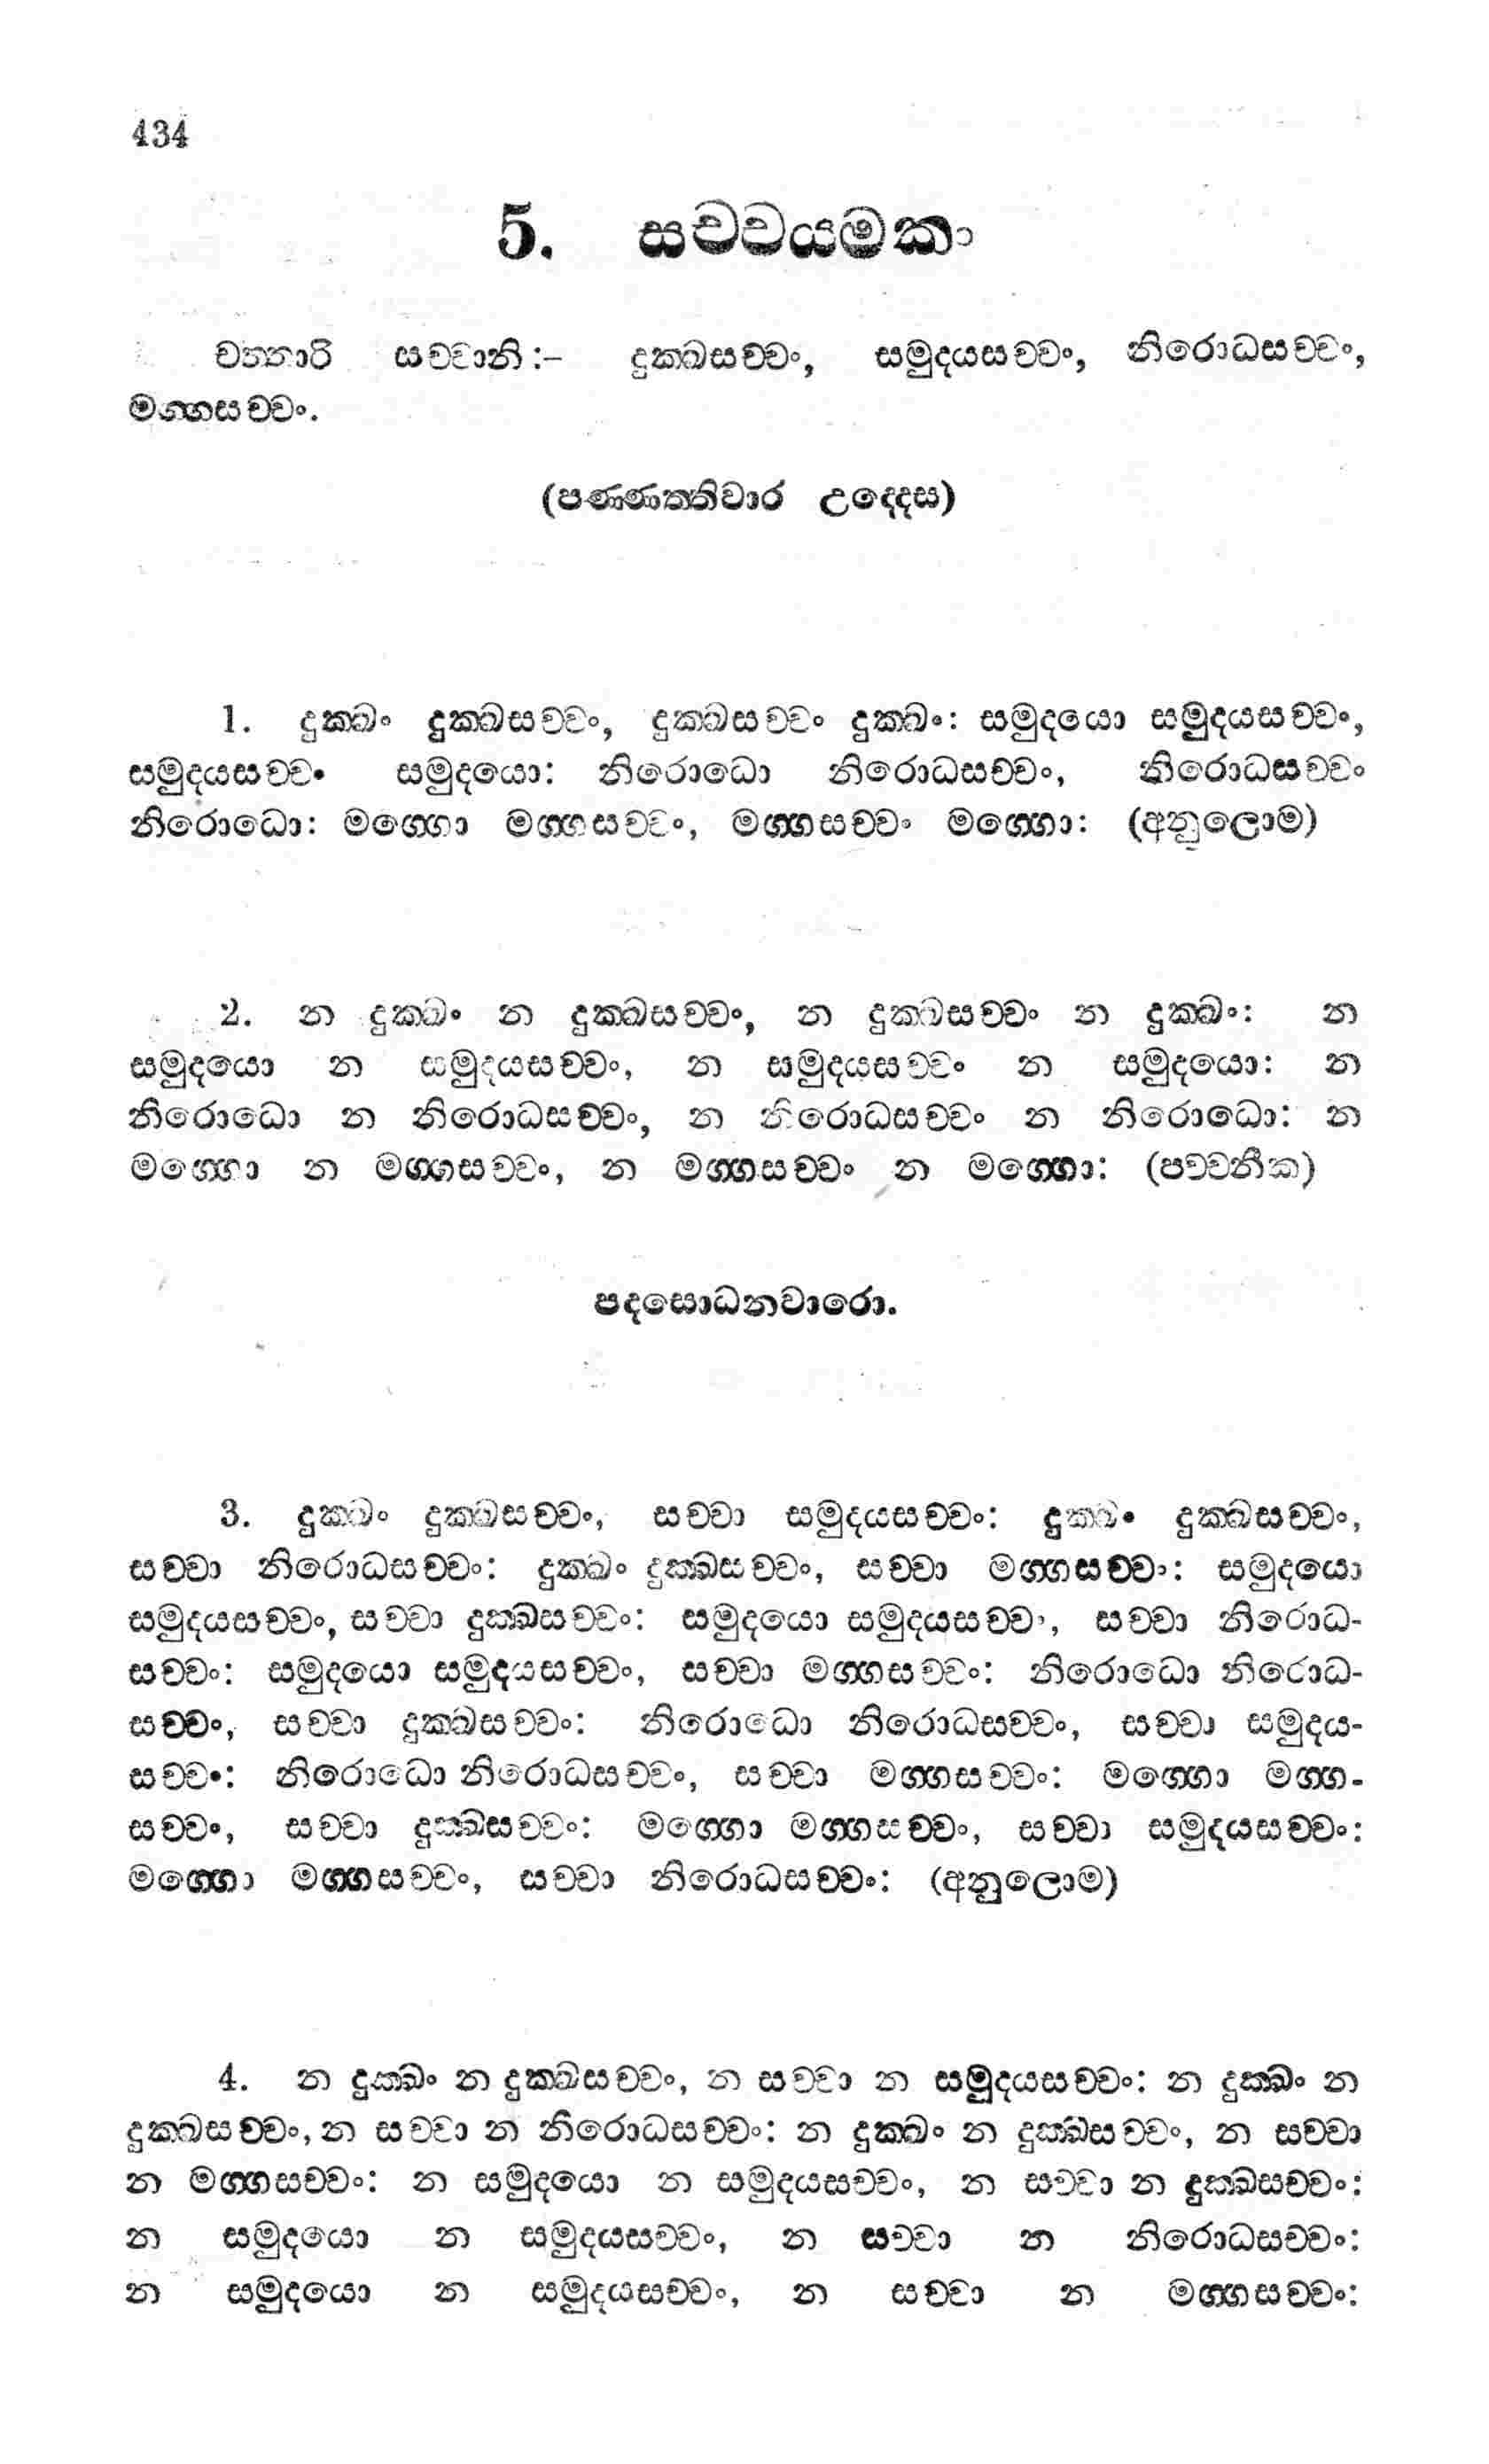 434
5. සච්චයමකං
චත්තාරි සච්චානි :– දුක්ඛසච්චං, සමුදයසච්චං, නිරොධසච්චං,
මග්ගසච්චං.
(පණ්ණත්තිවාර උද්දෙස)
1. දුක්ඛං දුක්ඛසච්චං, දුක්ඛසච්චං දුක්ඛං: සමුදයො සමුදයසච්චං,
සමුදයසච්චං සමුදයො: නිරොධො නිරොධසච්චං, නිරොධසච්චං
නිරොධො: මග්ගො මග්ගසච්චං, මග්ගසච්චං මග්ගො: (අනුලොම)
2. න දුක්ඛං න දුක්ඛසච්චං, න දුක්ඛසච්චං න දුක්ඛං: න
සමුදයො න සමුදයසච්චං, න සමුදයසච්චං න සමුදයො: න
නිරොධො න නිරොධසච්චං, න නිරොධසච්චං න නිරොධො: න
මග්ගො න මග්ගසච්චං, න මග්ගසච්චං න මග්ගො: (පච්චනීක)
පදසොධනවාරො.
3. දුක්ඛං දුක්ඛසච්චං, සච්චා සමුදයසච්චං: දුක්ඛං දුක්ඛසච්චං,
සච්චා නිරොධසච්චං: දුක්ඛං දුක්ඛසච්චං, සච්චා මග්ගසච්චං: සමුදයො
සමුදයසච්චං, සච්චා දුක්ඛසච්චං: සමුදයො සමුදයසච්චං, සච්චා නිරොධ-
සච්චං: සමුදයො සමුදයසච්චං, සච්චා මග්ගසච්චං: නිරොධො නිරොධ-
සච්චං, සච්චා දුක්ඛසච්චං: නිරොධො නිරොධසච්චං, සච්චා සමුදය-
සච්චං: නිරොධො නිරොධසච්චං, සච්චා මග්ගසච්චං: මග්ගො මග්ග-
සච්චං, සච්චා දුක්ඛසච්චං: මග්ගො මග්ගසච්චං, සච්චා සමුදයසච්චං:
මග්ගො මග්ගසච්චං, සච්චා නිරොධසච්චං: (අනුලොම)
4. න දුක්ඛං න දුක්ඛසච්චං, න සච්චා න සමුදයසච්චං: න දුක්ඛං න
දුක්ඛසච්චං, න සච්චා න නිරොධසච්චං: න දුක්ඛං න දුක්ඛසච්චං, න සච්චා
න මග්ගසච්චං: න සමුදයො න සමුදයසච්චං, න සච්චා න දුක්ඛසච්චං:
න සමුදයො න සමුදයසච්චං, න සච්චා න නිරොධසච්චං:
න සමුදයො න සමුදයසච්චං, න සච්චා න මග්ගසච්චං: